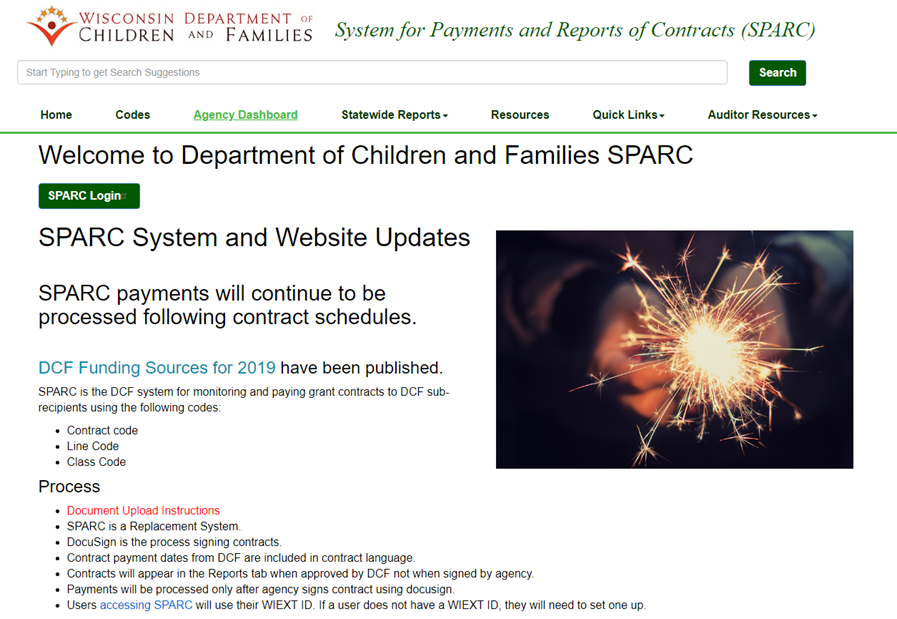 WISCONSIN DEPARTMENT OF
CHILDREN AND FAMILIES
System for Payments and Reports of Contracts (SPARC)
Start Typing to get Search Suggestions
Search
Home Codes Agency Dashboard Statewide Reports Resources Quick Links Auditor Resources
Welcome to Department of Children and Families SPARC
SPARC Login
SPARC System and Website Updates
SPARC payments will continue to be
processed following contract schedules.
DCF Funding Sources for 2019 have been published.
SPARC is the DCF system for monitoring and paying grant contracts to DCF sub-
recipients using the following codes:
• Contract code
• Line Code
• Class Code
Process
• Document Upload Instructions
• SPARC is a Replacement System.
• DocuSign is the process signing contracts.
• Contract payment dates from DCF are included in contract language.
• Contracts will appear in the Reports tab when approved by DCF not when signed by agency.
• Payments will be processed only after agency signs contract using docusign.
• Users accessing SPARC will use their WIEXT ID. If a user does not have a WIEXT ID, they will need to set one up.